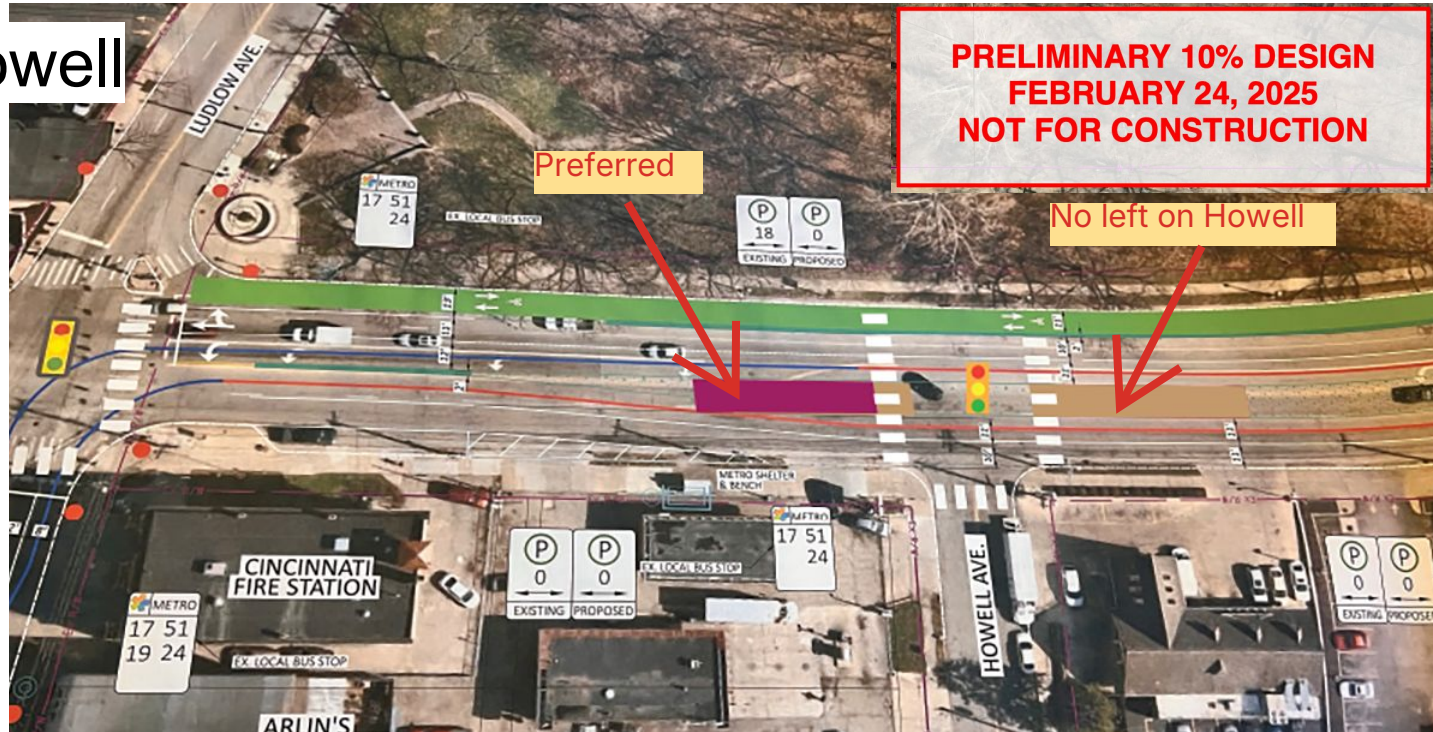 owell
LUDLOW AVE.
PRELIMINARY 10% DESIGN
FEBRUARY 24, 2025
NOT FOR CONSTRUCTION
Preferred
No left on Howell
METRO
17 51
24
EX. LOCAL BUS STOP
P P
18 0
EXISTING PROPOSED
METRO SHELTER
& BENCH
METRO
17 51
24
EX. LOCAL BUS STOP
CINCINNATI
FIRE STATION
P P
0 0
EXISTING PROPOSED
HOWELL AVE.
P P
0 0
EXISTING PROPOSED
METRO
17 51
19 24
EX. LOCAL BUS STOP
ARLIN'S